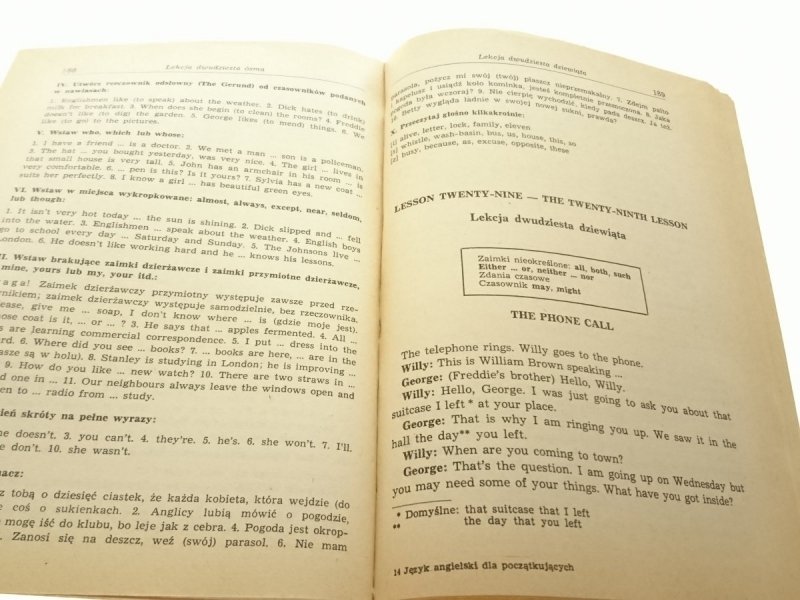 188
Lekcja dwudziesta ósma
IV. Utwórz rzeczownik odsłowny (The Gerund) od czasowników podanych
w nawiasach:
1. Englishmen like (to speak) about the weather. 2. Dick hates (to drink)
milk for breakfast. 3. When does she begin (to clean) the rooms? 4. Freddie
doesn't like (to dig) the garden. 5. George likes (to mend) things. 6. We
like (to go) to the pictures.
V. Wstaw who, which lub whose:
1. I have a friend ... is a doctor. 2. We met a man ... son is a policeman.
3. The hat ... you bought yesterday, was very nice. 4. The girl ... lives in
that small house is very tall. 5. John has an armchair in his room ... is
very comfortable. 6. ... pen is this? Is it yours? 7. Sylvia has a new coat ...
suits her perfectly. 8. I know a girl ... has beautiful green eyes.
VI. Wstaw w miejsca wykropkowane: almost, always, except, near, seldom,
lub though:
1. It isn't very hot today ... the sun is shining. 2. Dick slipped and ... fell
into the water. 3. Englishmen ... speak about the weather. 4. English boys
go to school every day ... Saturday and Sunday. 5. The Johnsons live ...
London. 6. He doesn't like working hard and he ... knows his lessons.
II. Wstaw brakujące zaimki dzierżawcze i zaimki przymiotne dzierżawcze,
mine, yours lub my, your itd.:
aga! Zaimek dzierżawczy przymiotny występuje zawsze przed rze-
wnikiem; zaimek dzierżawczy występuje samodzielnie, bez rzeczownika.
ease, give me ... soap, I don't know where ... is (gdzie moje jest).
ose coat is it, ... or ... ? 3. He says that ... apples fermented. 4. All ...
s are learning commercial correspondence. 5. I put ... dress into the
ard. 6. Where did you see ... books? 7. ... books are here, ... are in the
asze są w holu). 8. Stanley is studying in London; he is improving ...
9. How do you like ... new watch? 10. There are two straws in ...
d one in ... 11. Our neighbours always leave the windows open and
en to ... radio from ... study.
ień skróty na pełne wyrazy:
he doesn't. 3. you can't. 4. they're. 5. he's. 6. she won't. 7. I'll.
e don't. 10. she wasn't.
acz:
z tobą o dziesięć ciastek, że każda kobieta, która wejdzie (do
e coś o sukienkach. 2. Anglicy lubią mówić o pogodzie,
mogę iść do klubu, bo leje jak z cebra. 4. Pogoda jest okrop-
. Zanosi się na deszcz, weź (swój) parasol. 6. Nie mam
Lekcja dwudziesta dziewiąta
189
parasola, pożycz mi swój (twój) płaszcz nieprzemakalny. 7. Zdejm palto
i kapelusz i usiądź koło kominka, jesteś kompletnie przemoczona. 8. Jaka
pogoda była wczoraj? 9. Nie cierpię wychodzić, kiedy pada deszcz. Ja też.
Betty wygląda ładnie w swojej nowej sukni, prawda?
X. Przeczytaj głośno kilkakrotnie:
alive, letter, lock, family, eleven
whistle, wash-basin, hus, us, house, this, so
[z] busy, because, as, excuse, opposite, these
LESSON TWENTY-NINE — THE TWENTY-NINTH LESSON
Lekcja dwudziesta dziewiąta
Zaimki nieokreślone: all, both, such
Either ... or, neither ... nor
Zdania czasowe
Czasownik may, might
THE PHONE CALL
The telephone rings. Willy goes to the phone.
Willy: This is William Brown speaking ...
George: (Freddie's brother) Hello, Willy.
Willy: Hello, George. I was just going to ask you about that
suitcase I left * at your place.
George: That is why I am ringing you up. We saw it in the
hall the day** you left.
Willy: When are you coming to town?
George: That's the question. I am going up on Wednesday but
you may need some of your things. What have you got inside?
* Domyślne: that suitcase that I left
** the day that you left
14 Język angielski dla początkujących